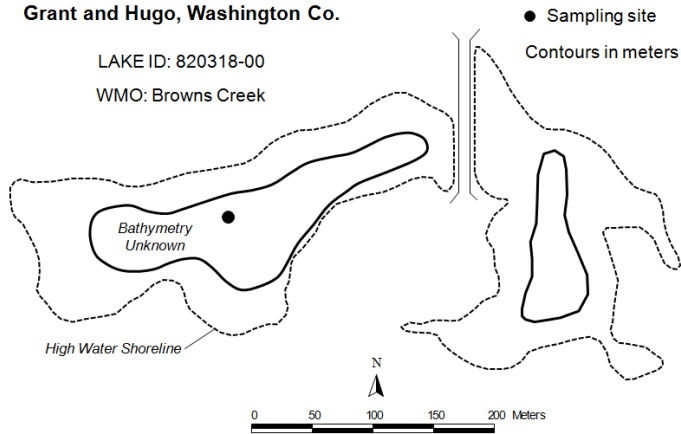 Grant and Hugo, Washington Co.
Sampling site
LAKE ID: 820318-00
Contours in meters
WMO: Browns Creek
Bathymetry
Unknown
High Water Shoreline
N
0 50 100 150 200 Meters